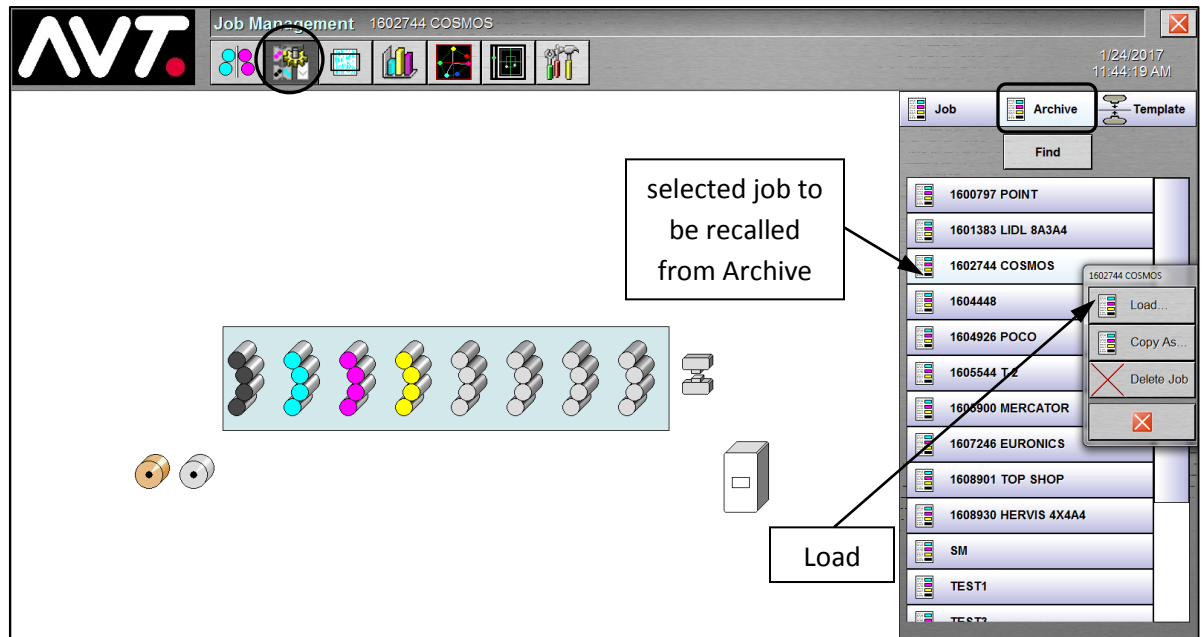 AVT
Job Management 1602744 COSMOS
1/24/2017
11:44:19 AM
Job
Archive
Template
Find
selected job to
be recalled
from Archive
1600797 POINT
1601383 LIDL 8A3A4
1602744 COSMOS
1604448
1604926 POCO
1605544 T-2
1605900 MERCATOR
1607246 EURONICS
1608901 TOP SHOP
1608930 HERVIS 4X4A4
SM
TEST1
1602744 COSMOS
Load...
Copy As...
Delete Job
Load